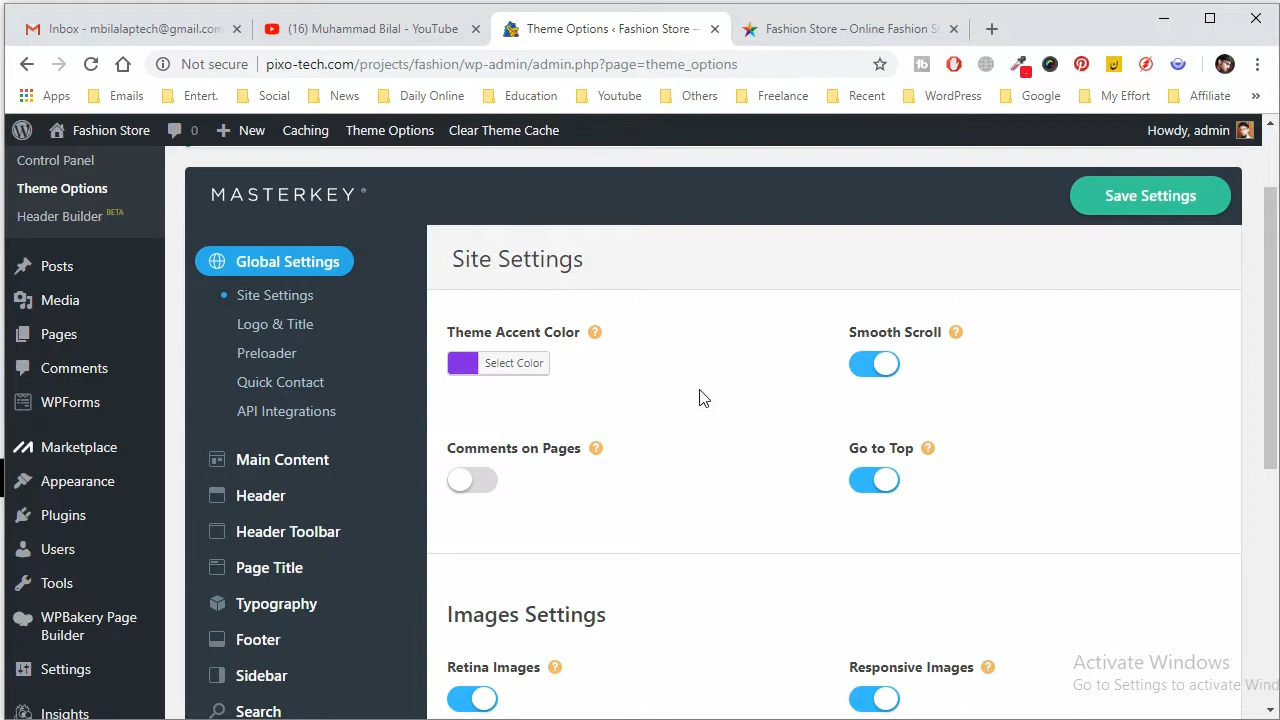 Inbox - mbilalaptech@gmail.com
(16) Muhammad Bilal - YouTube
Theme Options ‹ Fashion Store —
Fashion Store – Online Fashion S
Not secure
pixo-tech.com/projects/fashion/wp-admin/admin.php?page=theme_options
Apps
Emails
Entert.
Social
News
Daily Online
Education
Youtube
Others
Freelance
Recent
WordPress
Google
My Effort
Affiliate
»
Fashion Store
0
New
Caching
Theme Options
Clear Theme Cache
Howdy, admin
Control Panel
Theme Options
Header Builder BETA
Posts
Media
Pages
Comments
WPForms
Marketplace
Appearance
Plugins
Users
Tools
WPBakery Page
Builder
Settings
Insights
MASTERKEY®
Save Settings
Global Settings
Site Settings
Logo & Title
Preloader
Quick Contact
API Integrations
Main Content
Header
Header Toolbar
Page Title
Typography
Footer
Sidebar
Search
Site Settings
Theme Accent Color ?
Select Color
Smooth Scroll ?
Comments on Pages ?
Go to Top ?
Images Settings
Retina Images ?
Responsive Images ?
Activate Windows
Go to Settings to activate Wind